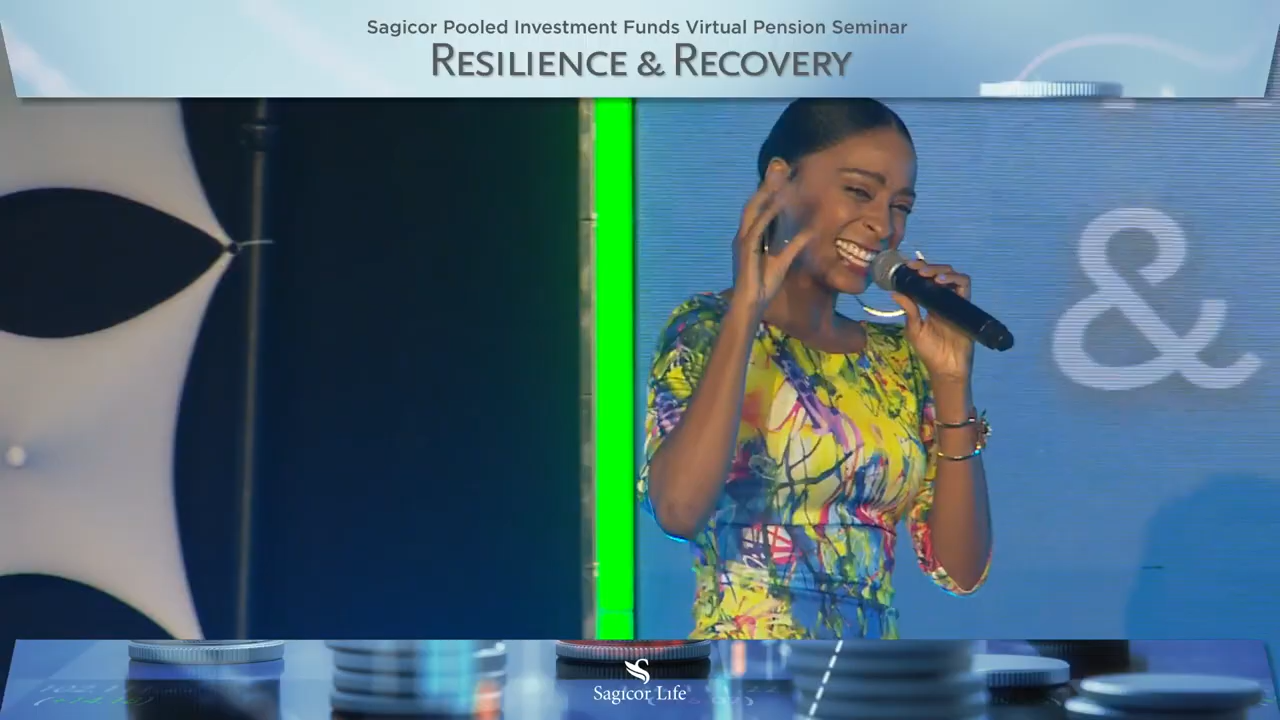 Sagicor Pooled Investment Funds Virtual Pension Seminar
RESILIENCE & RECOVERY
&
Sagicor Life